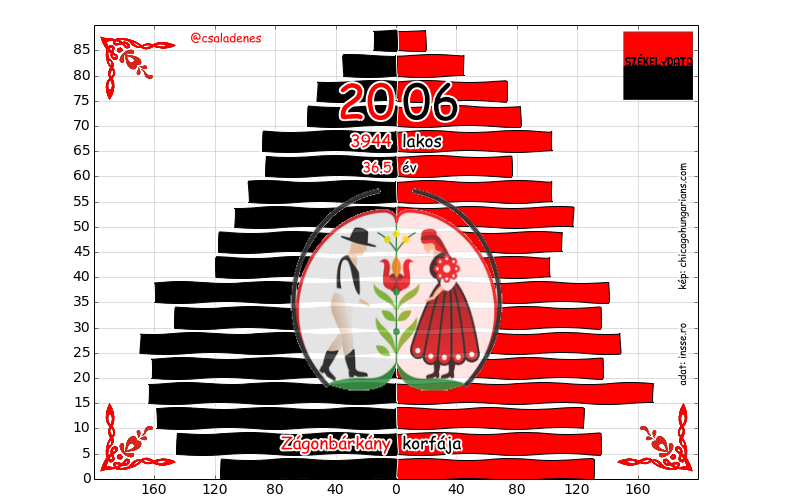 @csaladenes
SZÉKELYDATA
2006
3944 lakos
36.5 év
kép: chicagohungarians.com
adat: insse.ro
Zágonbárkány korfája
85
80
75
70
65
60
55
50
45
40
35
30
25
20
15
10
5
0
160 120 80 40 0 40 80 120 160